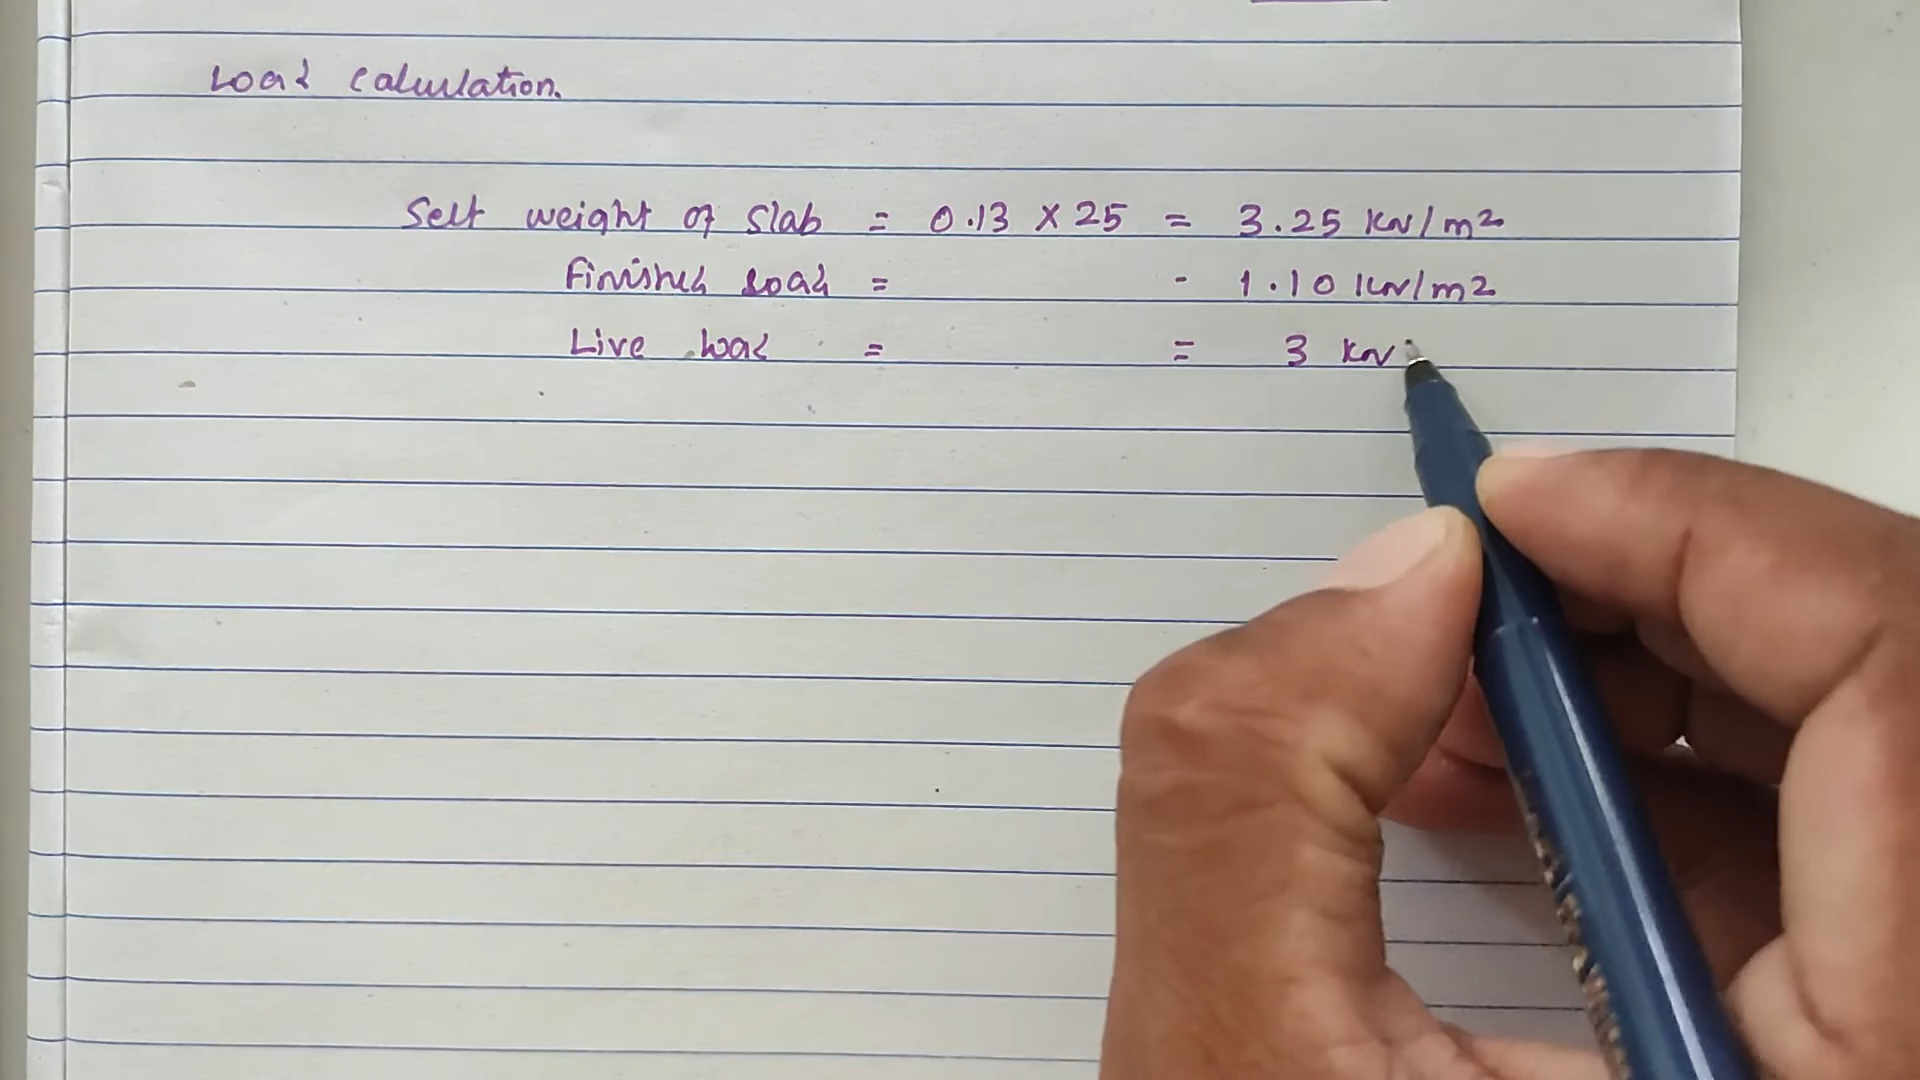 Load calculation.
Self weight of slab = 0.13 x 25 = 3.25 KN/m2
Finished load = - 1.10 KN/m2
Live load = = 3 KN